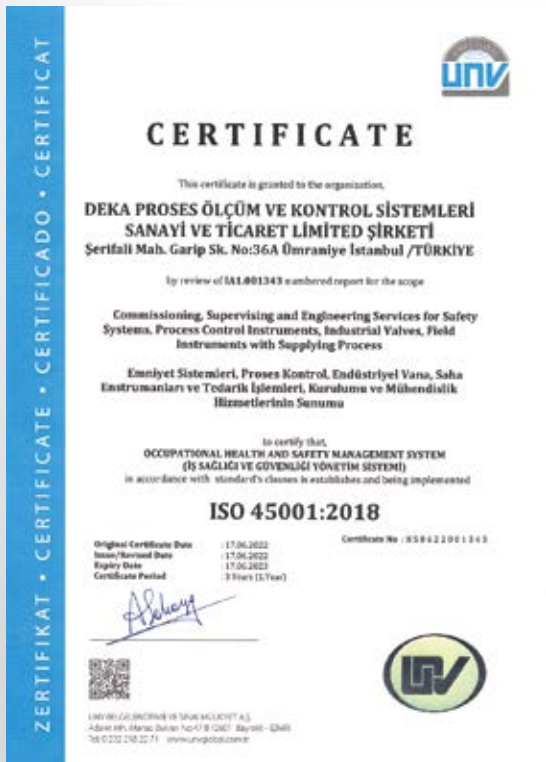 ZERTIFIKAT • CERTIFICATE • CERTIFICADO • CERTIFICAT
UNV
CERTIFICATE
This certificate is granted to the organization,
DEKA PROSES ÖLÇÜM VE KONTROL SİSTEMLERİ
SANAYİ VE TİCARET LİMİTED ŞİRKETİ
Şerifali Mah. Garip Sk. No:36A Ümraniye İstanbul /TÜRKİYE
by review of IA1.001343 numbered report for the scope
Commissioning, Supervising and Engineering Services for Safety
Systems, Process Control Instruments, Industrial Valves, Field
Instruments with Supplying Process
Emniyet Sistemleri, Proses Kontrol, Endüstriyel Vana, Saha
Enstrumanları ve Tedarik İşlemleri, Kurulumu ve Mühendislik
Hizmetlerinin Sunumu
to certify that,
OCCUPATIONAL HEALTH AND SAFETY MANAGEMENT SYSTEM
(İŞ SAĞLIĞI VE GÜVENLİĞİ YÖNETİM SİSTEMİ)
in accordance with standard's clauses is establishes and being implemented
ISO 45001:2018
Original Certificate Date : 17.06.2022
Issue/Revised Date : 17.06.2022
Expiry Date : 17.06.2023
Certificate Period : 3 Years (1.Year)
Certificate No :
UNV